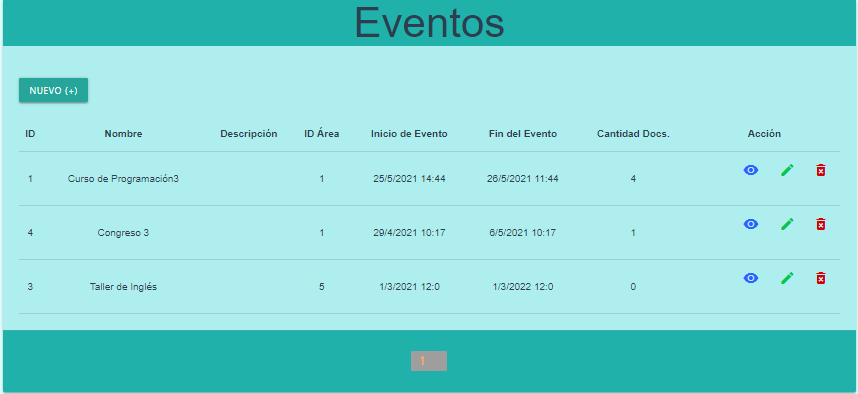 Eventos
NUEVO (+)
ID Nombre Descripción ID Área Inicio de Evento Fin del Evento Cantidad Docs. Acción
1 Curso de Programación3 1 25/5/2021 14:44 26/5/2021 11:44 4
4 Congreso 3 1 29/4/2021 10:17 6/5/2021 10:17 1
3 Taller de Inglés 5 1/3/2021 12:0 1/3/2022 12:0 0
1